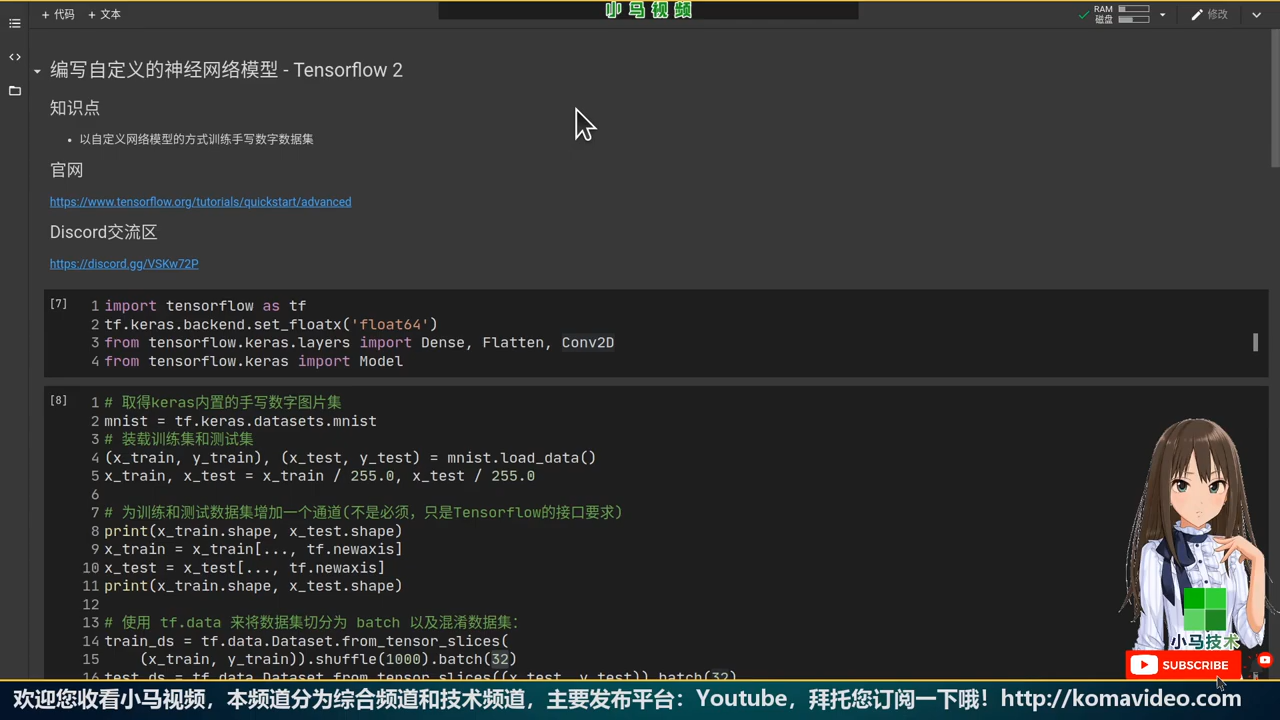 小马视频
+ 代码 + 文本
RAM
磁盘
修改
编写自定义的神经网络模型 - Tensorflow 2
知识点
• 以自定义网络模型的方式训练手写数字数据集
官网
https://www.tensorflow.org/tutorials/quickstart/advanced
Discord交流区
https://discord.gg/VSKw72P
[7]
1 import tensorflow as tf
2 tf.keras.backend.set_floatx('float64')
3 from tensorflow.keras.layers import Dense, Flatten, Conv2D
4 from tensorflow.keras import Model
[8]
1 # 取得keras内置的手写数字图片集
2 mnist = tf.keras.datasets.mnist
3 # 装载训练集和测试集
4 (x_train, y_train), (x_test, y_test) = mnist.load_data()
5 x_train, x_test = x_train / 255.0, x_test / 255.0
6
7 # 为训练和测试数据集增加一个通道(不是必须，只是Tensorflow的接口要求)
8 print(x_train.shape, x_test.shape)
9 x_train = x_train[..., tf.newaxis]
10 x_test = x_test[..., tf.newaxis]
11 print(x_train.shape, x_test.shape)
12
13 # 使用 tf.data 来将数据集切分为 batch 以及混淆数据集：
14 train_ds = tf.data.Dataset.from_tensor_slices(
15 (x_train, y_train)).shuffle(1000).batch(32)
16 test_ds = tf.data.Dataset.from_tensor_slices((x_test, y_test)).batch(32)
小马技术
SUBSCRIBE
欢迎您收看小马视频，本频道分为综合频道和技术频道，主要发布平台：Youtube，拜托您订阅一下哦！http://komavideo.com